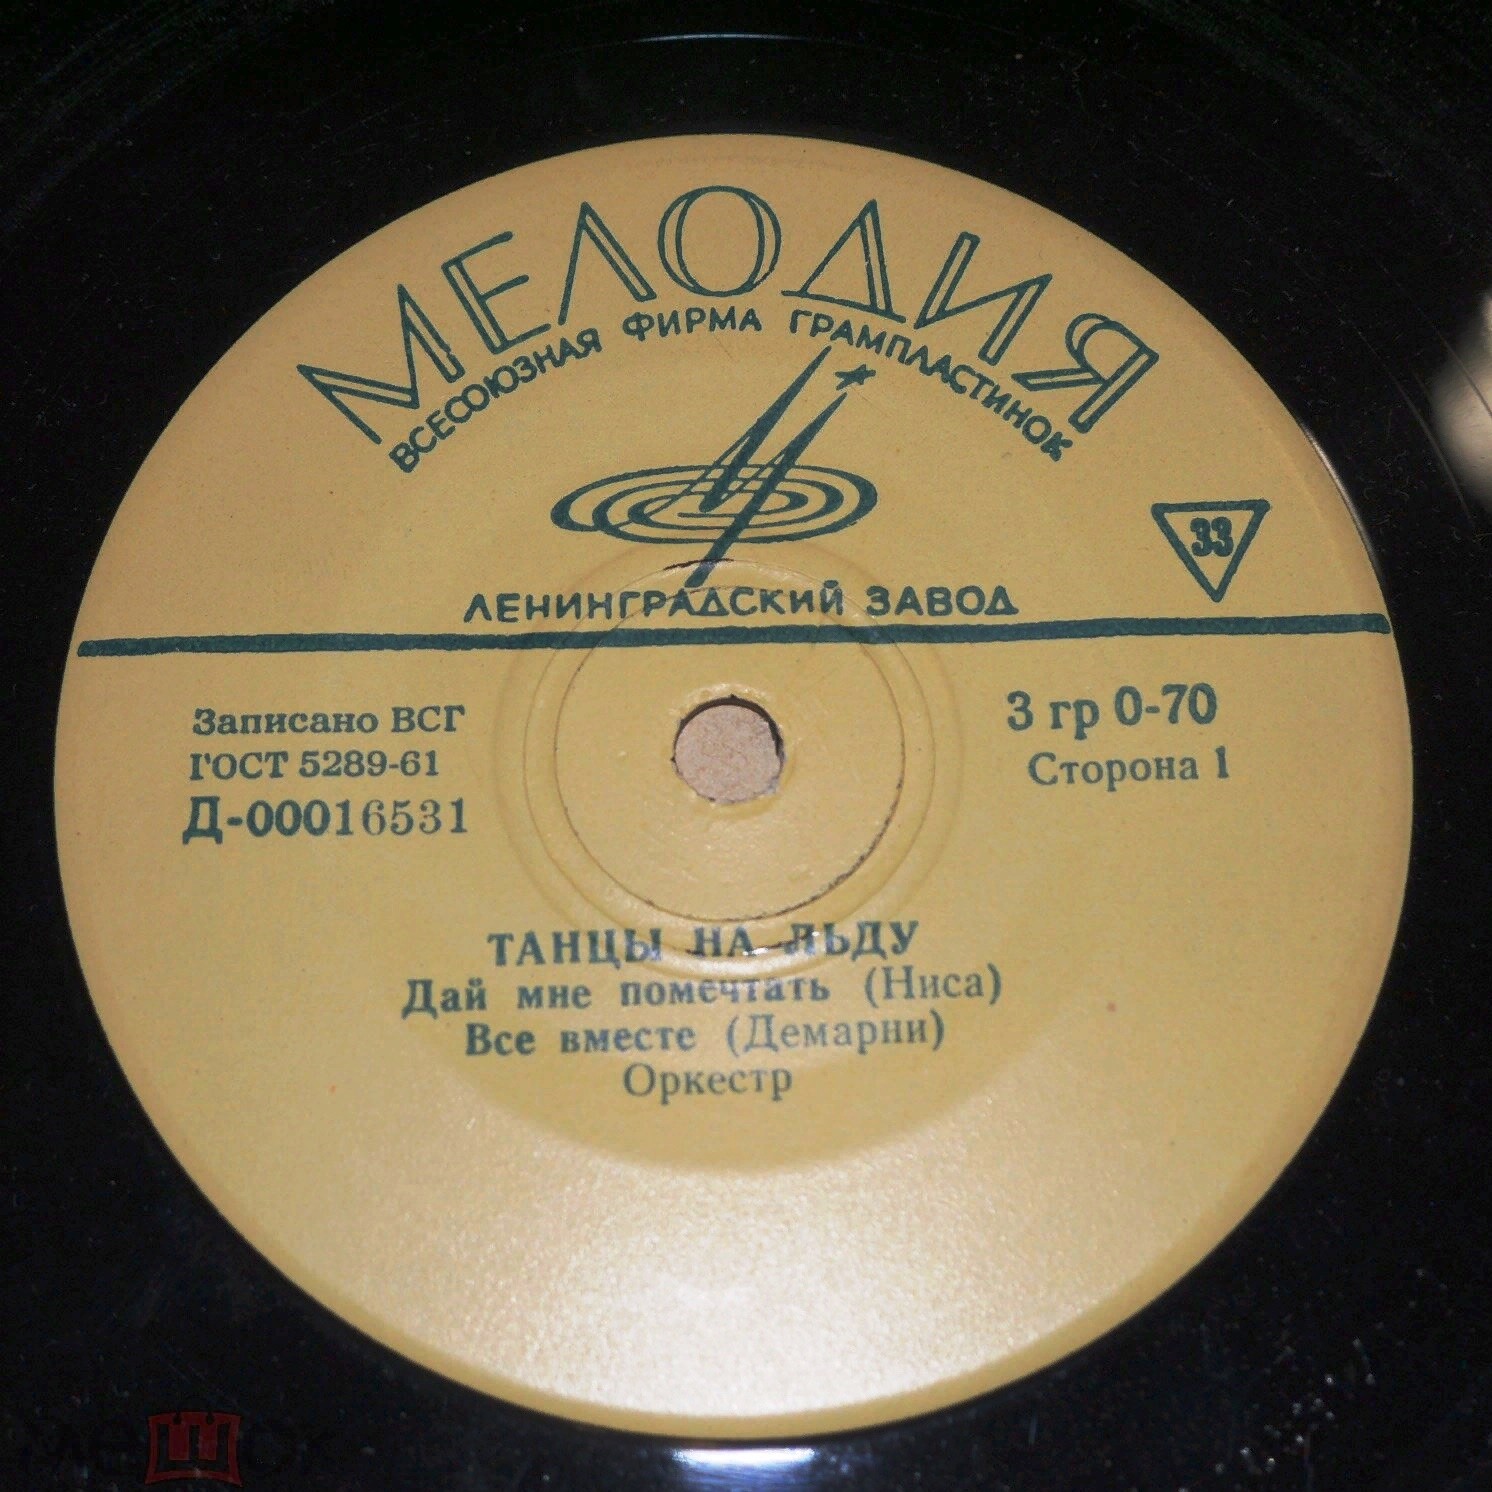 МЕЛОДИЯ
ВСЕСОЮЗНАЯ ФИРМА ГРАМПЛАСТИНОК
33
ЛЕНИНГРАДСКИЙ ЗАВОД
Записано ВСГ
ГОСТ 5289-61
Д-00016531
3 гр 0-70
Сторона 1
ТАНЦЫ НА ЛЬДУ
Дай мне помечтать (Ниса)
Все вместе (Демарни)
Оркестр